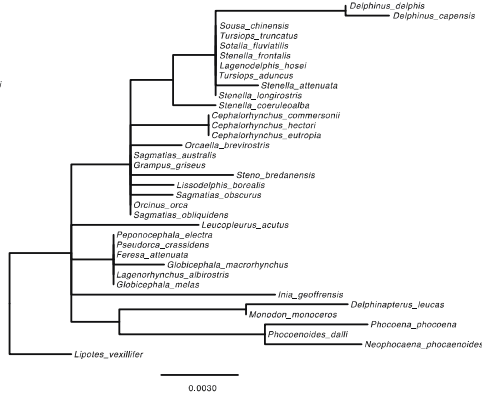 Delphinus_delphis
Delphinus_capensis
Sousa_chinensis
Tursiops_truncatus
Sotalia_fluviatilis
Stenella_frontalis
Lagenodelphis_hosei
Tursiops_aduncus
Stenella_attenuata
Stenella_longirostris
Stenella_coeruleoalba
Cephalorhynchus_commersonii
Cephalorhynchus_hectori
Cephalorhynchus_eutropia
Orcaella_brevirostris
Sagmatias_australis
Grampus_griseus
Steno_bredanensis
Lissodelphis_borealis
Sagmatias_obscurus
Orcinus_orca
Sagmatias_obliquidens
Leucopleurus_acutus
Peponocephala_electra
Pseudorca_crassidens
Feresa_attenuata
Globicephala_macrorhynchus
Lagenorhynchus_albirostris
Globicephala_melas
Inia_geoffrensis
Delphinapterus_leucas
Monodon_monoceros
Phocoena_phocoena
Phocoenoides_dalli
Neophocaena_phocaenoides
Lipotes_vexillifer
0.0030